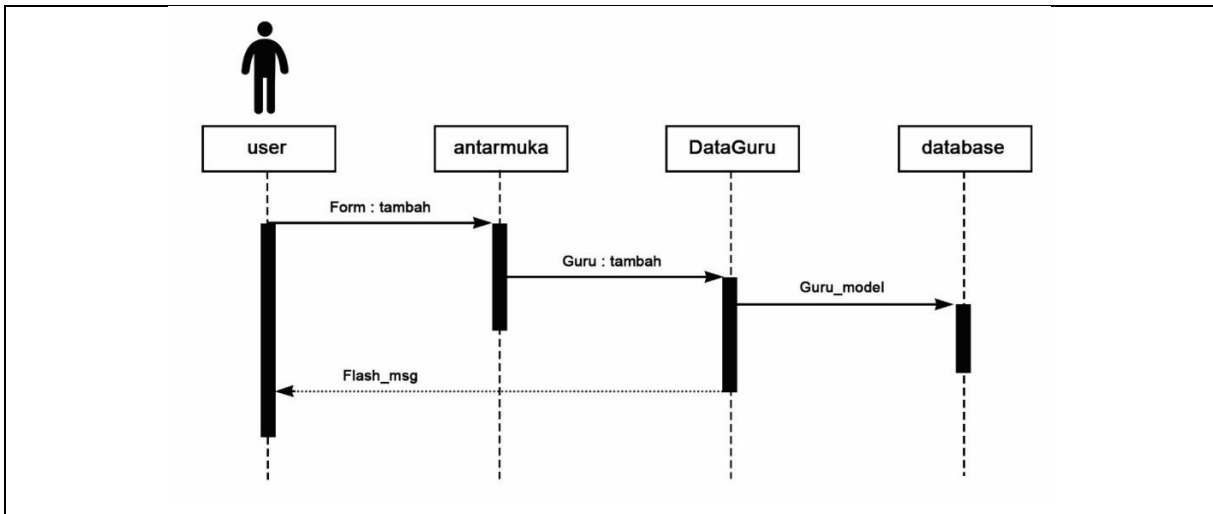 user
antarmuka
DataGuru
database
Form : tambah
Guru : tambah
Guru_model
Flash_msg